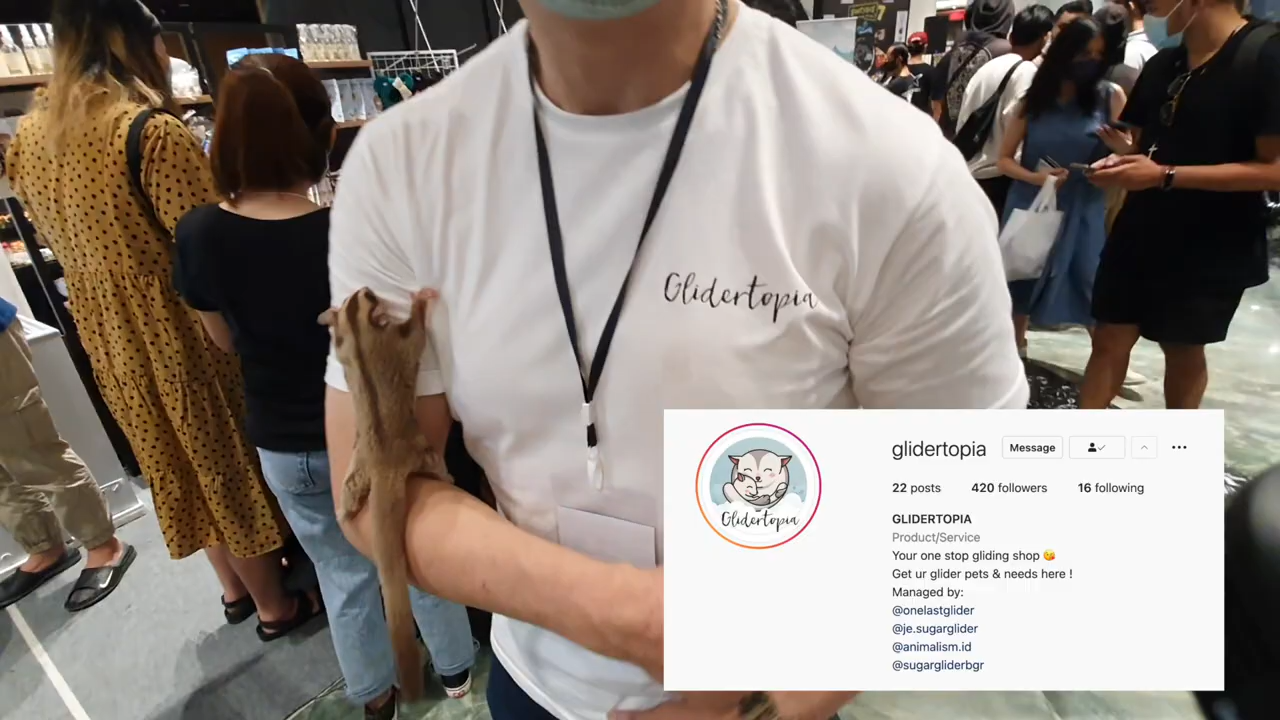 Glidertopia
glidertopia
Message
22 posts 420 followers 16 following
GLIDERTOPIA
Product/Service
Your one stop gliding shop 😘
Get ur glider pets & needs here !
Managed by:
@onelastglider
@je.sugarglider
@animalism.id
@sugargliderbgr
Glidertopia